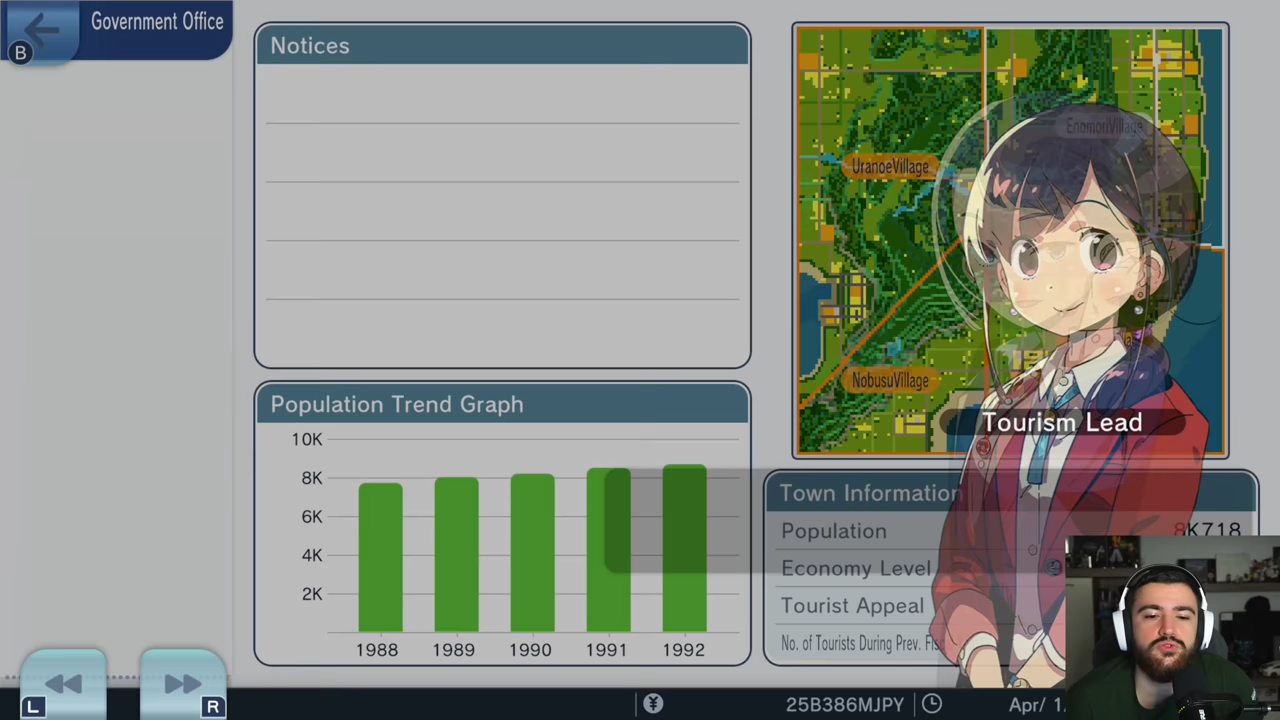 Government Office
B
Notices
Population Trend Graph
10K
8K
6K
4K
2K
1988 1989 1990 1991 1992
EnomoriVillage
UranoeVillage
NobusuVillage
Tourism Lead
Town Information
Population 8K718
Economy Level
Tourist Appeal
No. of Tourists During Prev.
L R
¥ 25B386MJPY Apr/ 1